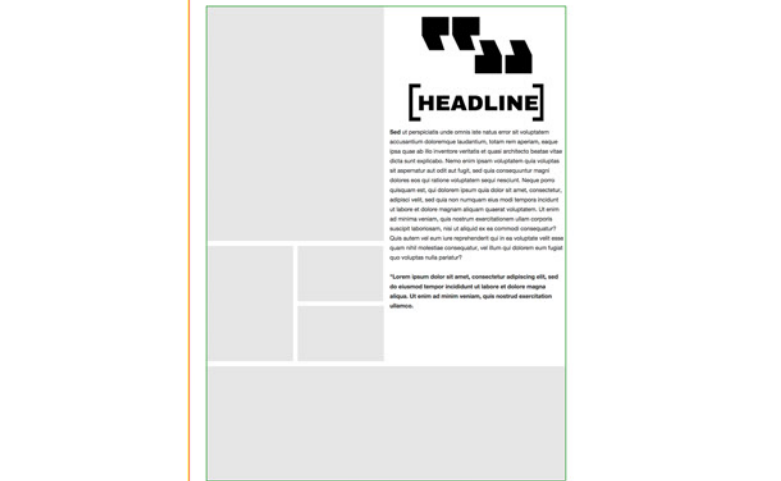 [HEADLINE]
Sed ut perspiciatis unde omnis iste natus error sit voluptatem
accusantium doloremque laudantium, totam rem aperiam, eaque
ipsa quae ab illo inventore veritatis et quasi architecto beatae vitae
dicta sunt explicabo. Nemo enim ipsam voluptatem quia voluptas
sit aspernatur aut odit aut fugit, sed quia consequuntur magni
dolores eos qui ratione voluptatem sequi nesciunt. Neque porro
quisquam est, qui dolorem ipsum quia dolor sit amet, consectetur,
adipisci velit, sed quia non numquam eius modi tempora incidunt
ut labore et dolore magnam aliquam quaerat voluptatem. Ut enim
ad minima veniam, quis nostrum exercitationem ullam corporis
suscipit laboriosam, nisi ut aliquid ex ea commodi consequatur?
Quis autem vel eum iure reprehenderit qui in ea voluptate velit esse
quam nihil molestiae consequatur, vel illum qui dolorem eum fugiat
quo voluptas nulla pariatur?
"Lorem ipsum dolor sit amet, consectetur adipiscing elit, sed
do eiusmod tempor incididunt ut labore et dolore magna
aliqua. Ut enim ad minim veniam, quis nostrud exercitation
ullamco.